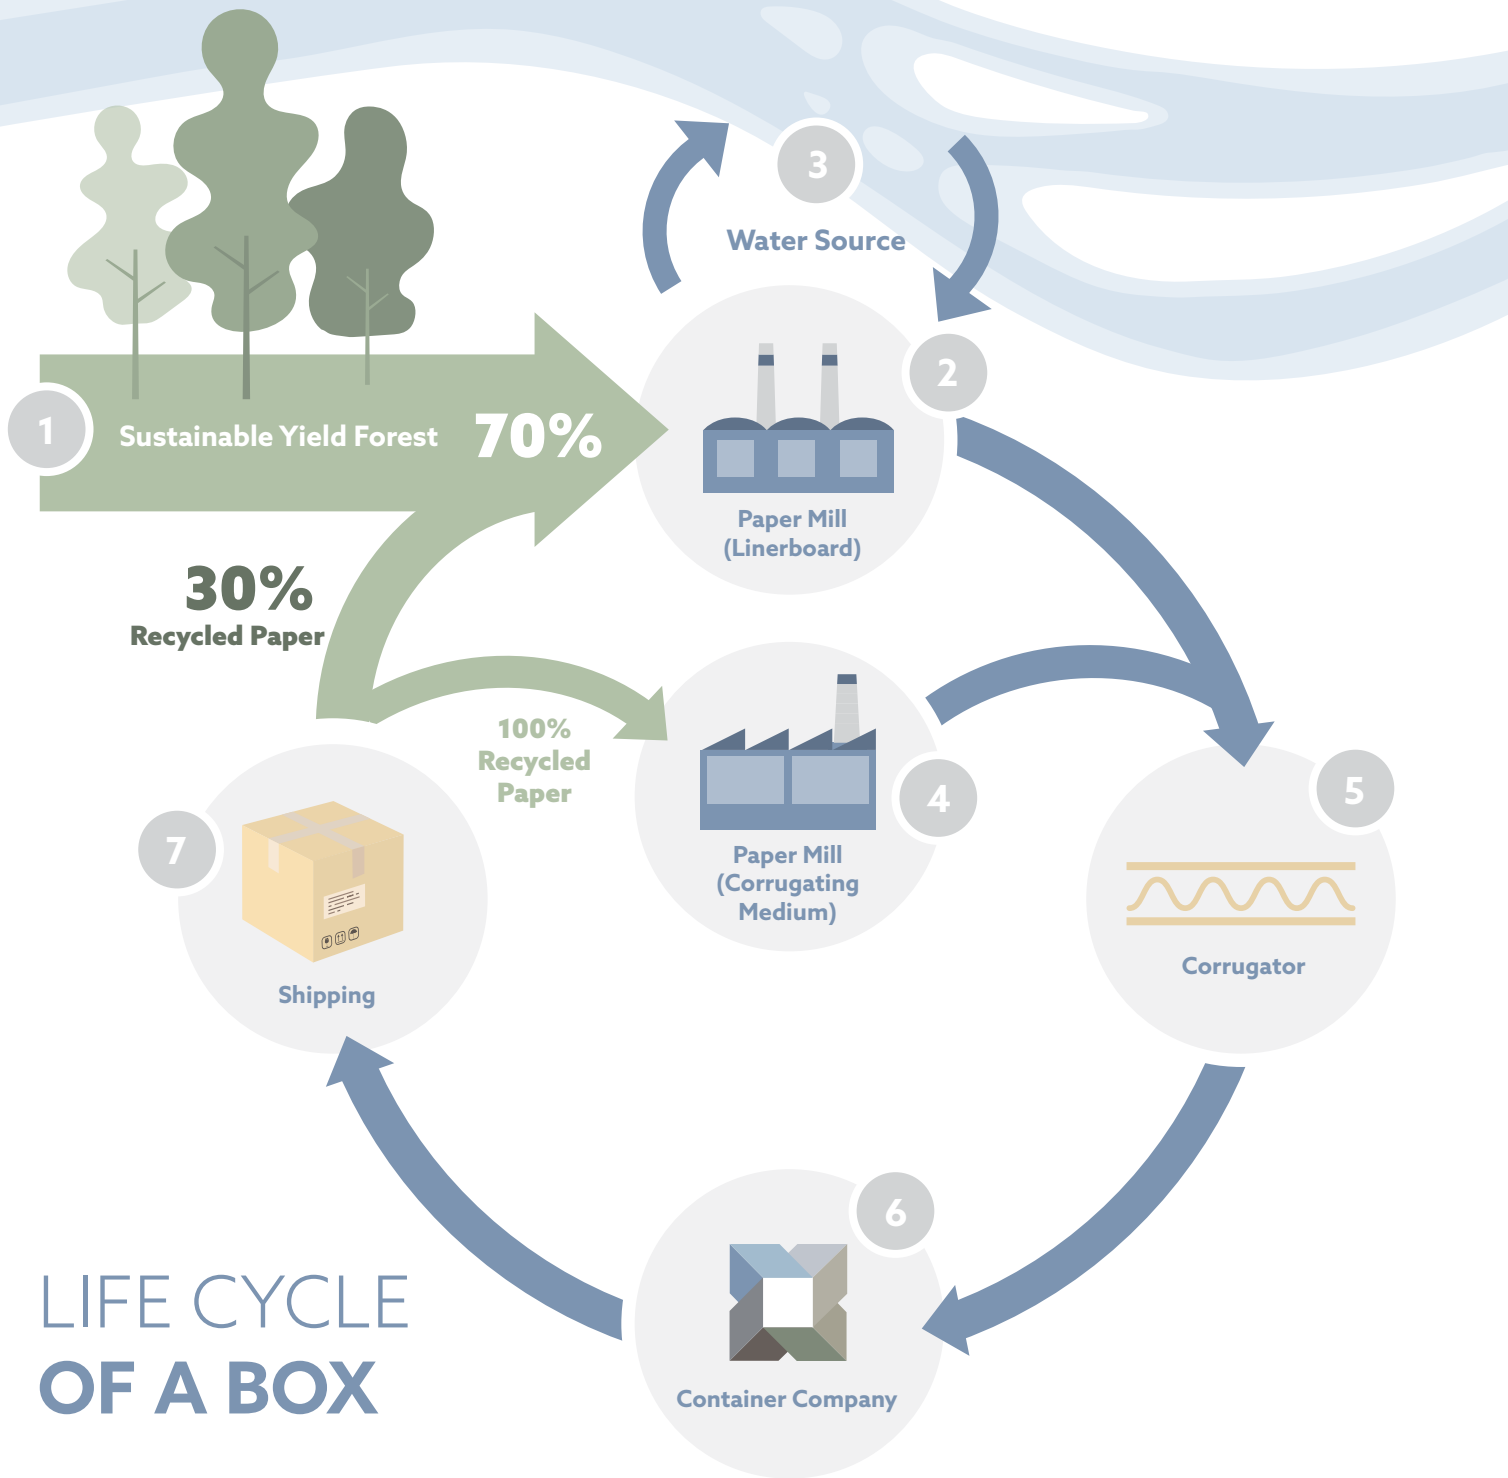 3
Water Source
2
1
Sustainable Yield Forest 70%
Paper Mill
(Linerboard)
30%
Recycled Paper
100%
Recycled
Paper
4
Paper Mill
(Corrugating
Medium)
5
Corrugator
7
Shipping
6
Container Company
LIFE CYCLE
OF A BOX